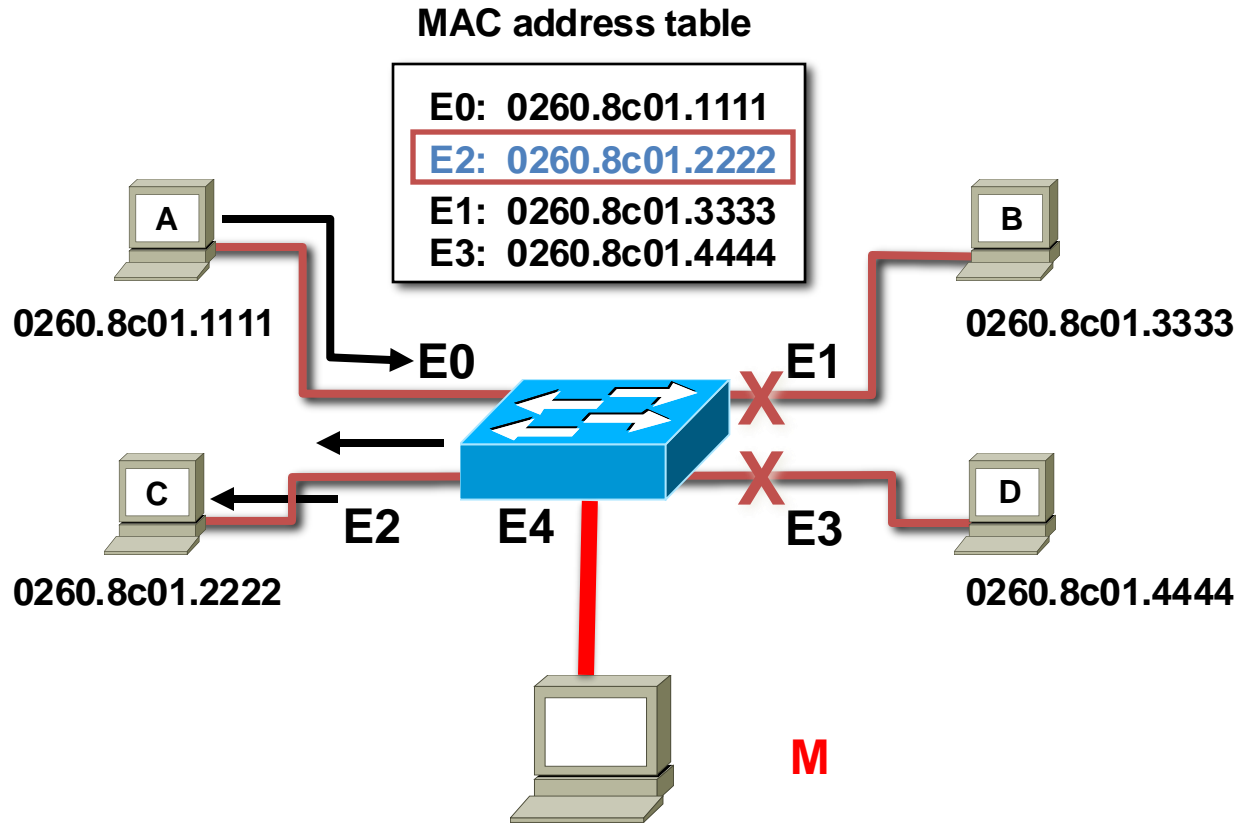 MAC address table
E0: 0260.8c01.1111
E2: 0260.8c01.2222
E1: 0260.8c01.3333
E3: 0260.8c01.4444
A
B
0260.8c01.1111
0260.8c01.3333
E0
E1
X
C
X
D
E2
E4
E3
0260.8c01.2222
0260.8c01.4444
M